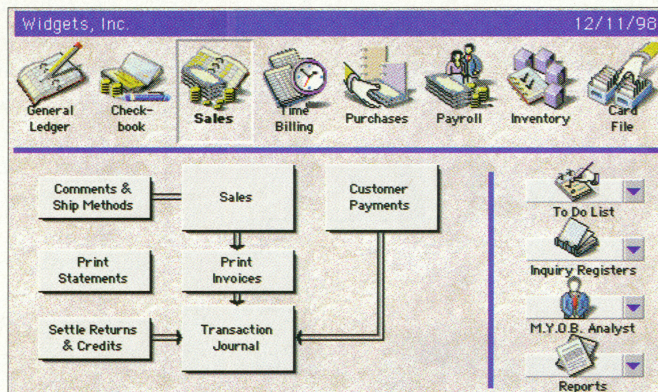 Widgets, Inc. 12/11/98
General
Ledger
Check-
book
Sales
Time
Billing
Purchases
Payroll
Inventory
Card
File
Comments &
Ship Methods
Sales
Customer
Payments
Print
Statements
Print
Invoices
Settle Returns
& Credits
Transaction
Journal
To Do List
Inquiry Registers
M.Y.O.B. Analyst
Reports